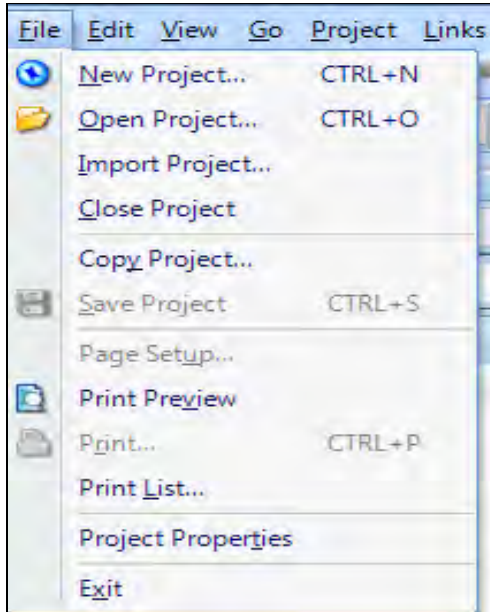 File Edit View Go Project Links
New Project... CTRL+N
Open Project... CTRL+O
Import Project...
Close Project
Copy Project...
Save Project CTRL+S
Page Setup...
Print Preview
Print... CTRL+P
Print List...
Project Properties
Exit